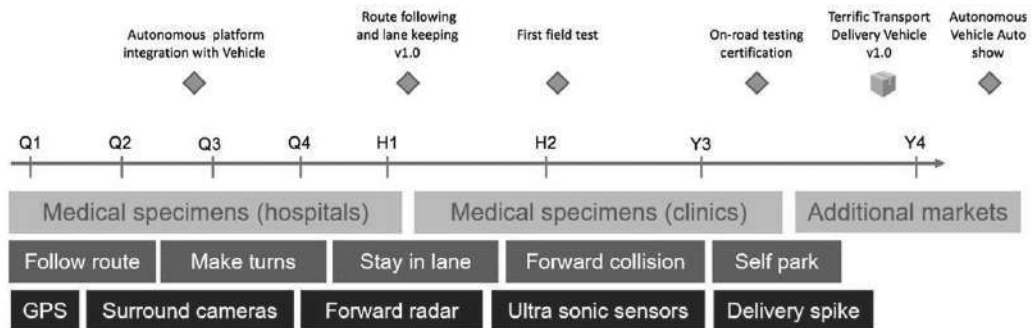 Autonomous platform
integration with Vehicle
Route following
and lane keeping
v1.0
First field test
On-road testing
certification
Terrific Transport
Delivery Vehicle
v1.0
Autonomous
Vehicle Auto
show
Q1 Q2 Q3 Q4 H1 H2 Y3 Y4
Medical specimens (hospitals) Medical specimens (clinics) Additional markets
Follow route Make turns Stay in lane Forward collision Self park
GPS Surround cameras Forward radar Ultra sonic sensors Delivery spike